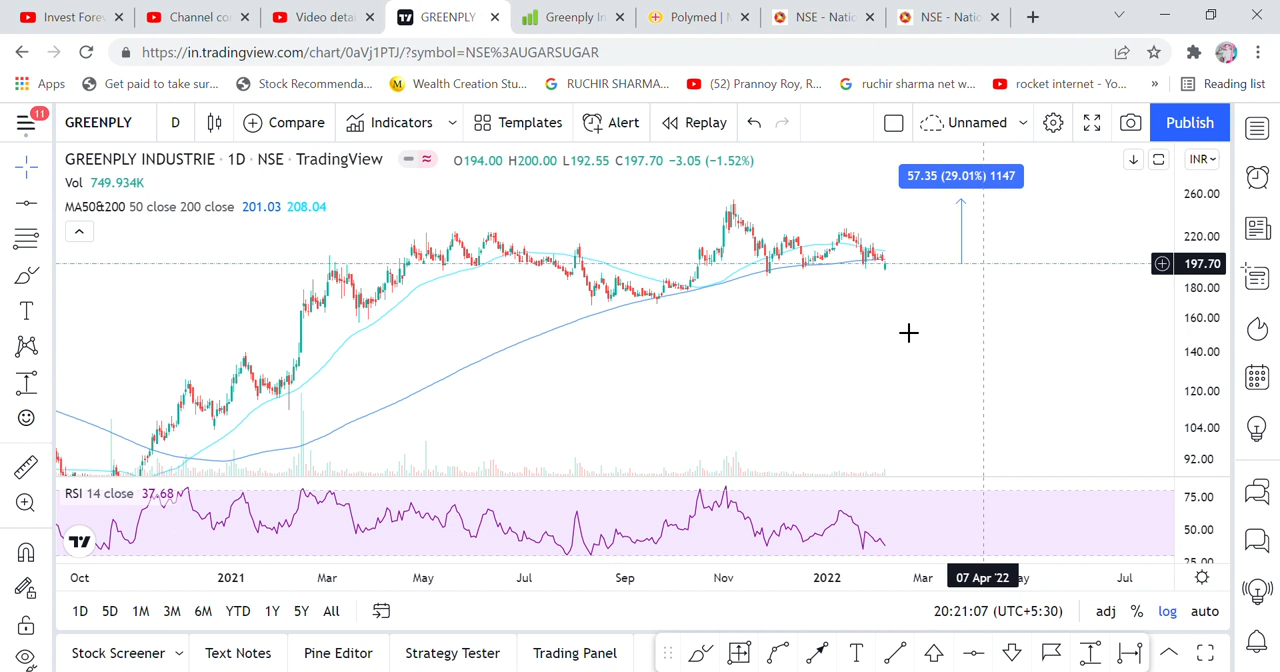 Invest Fore
Channel co
Video detai
GREENPLY
Greenply In
Polymed | M
NSE - Natio
NSE - Natio
https://in.tradingview.com/chart/0aVj1PTJ/?symbol=NSE%3AUGARSUGAR
Apps
Get paid to take sur...
Stock Recommenda...
Wealth Creation Stu...
RUCHIR SHARMA...
(52) Prannoy Roy, R...
ruchir sharma net w...
rocket internet - Yo...
»
Reading list
11
GREENPLY
D
Compare
Indicators
Templates
Alert
Replay
Unnamed
Publish
GREENPLY INDUSTRIE · 1D · NSE · TradingView
O194.00 H200.00 L192.55 C197.70 −3.05 (−1.52%)
INR
Vol 749.934K
MA50&200 50 close 200 close 201.03 208.04
57.35 (29.01%) 1147
260.00
220.00
197.70
180.00
160.00
140.00
120.00
104.00
92.00
RSI 14 close 37.68
75.00
50.00
25.00
Oct
2021
Mar
May
Jul
Sep
Nov
2022
Mar
07 Apr '22
ay
Jul
1D
5D
1M
3M
6M
YTD
1Y
5Y
All
20:21:07 (UTC+5:30)
adj
%
log
auto
Stock Screener
Text Notes
Pine Editor
Strategy Tester
Trading Panel